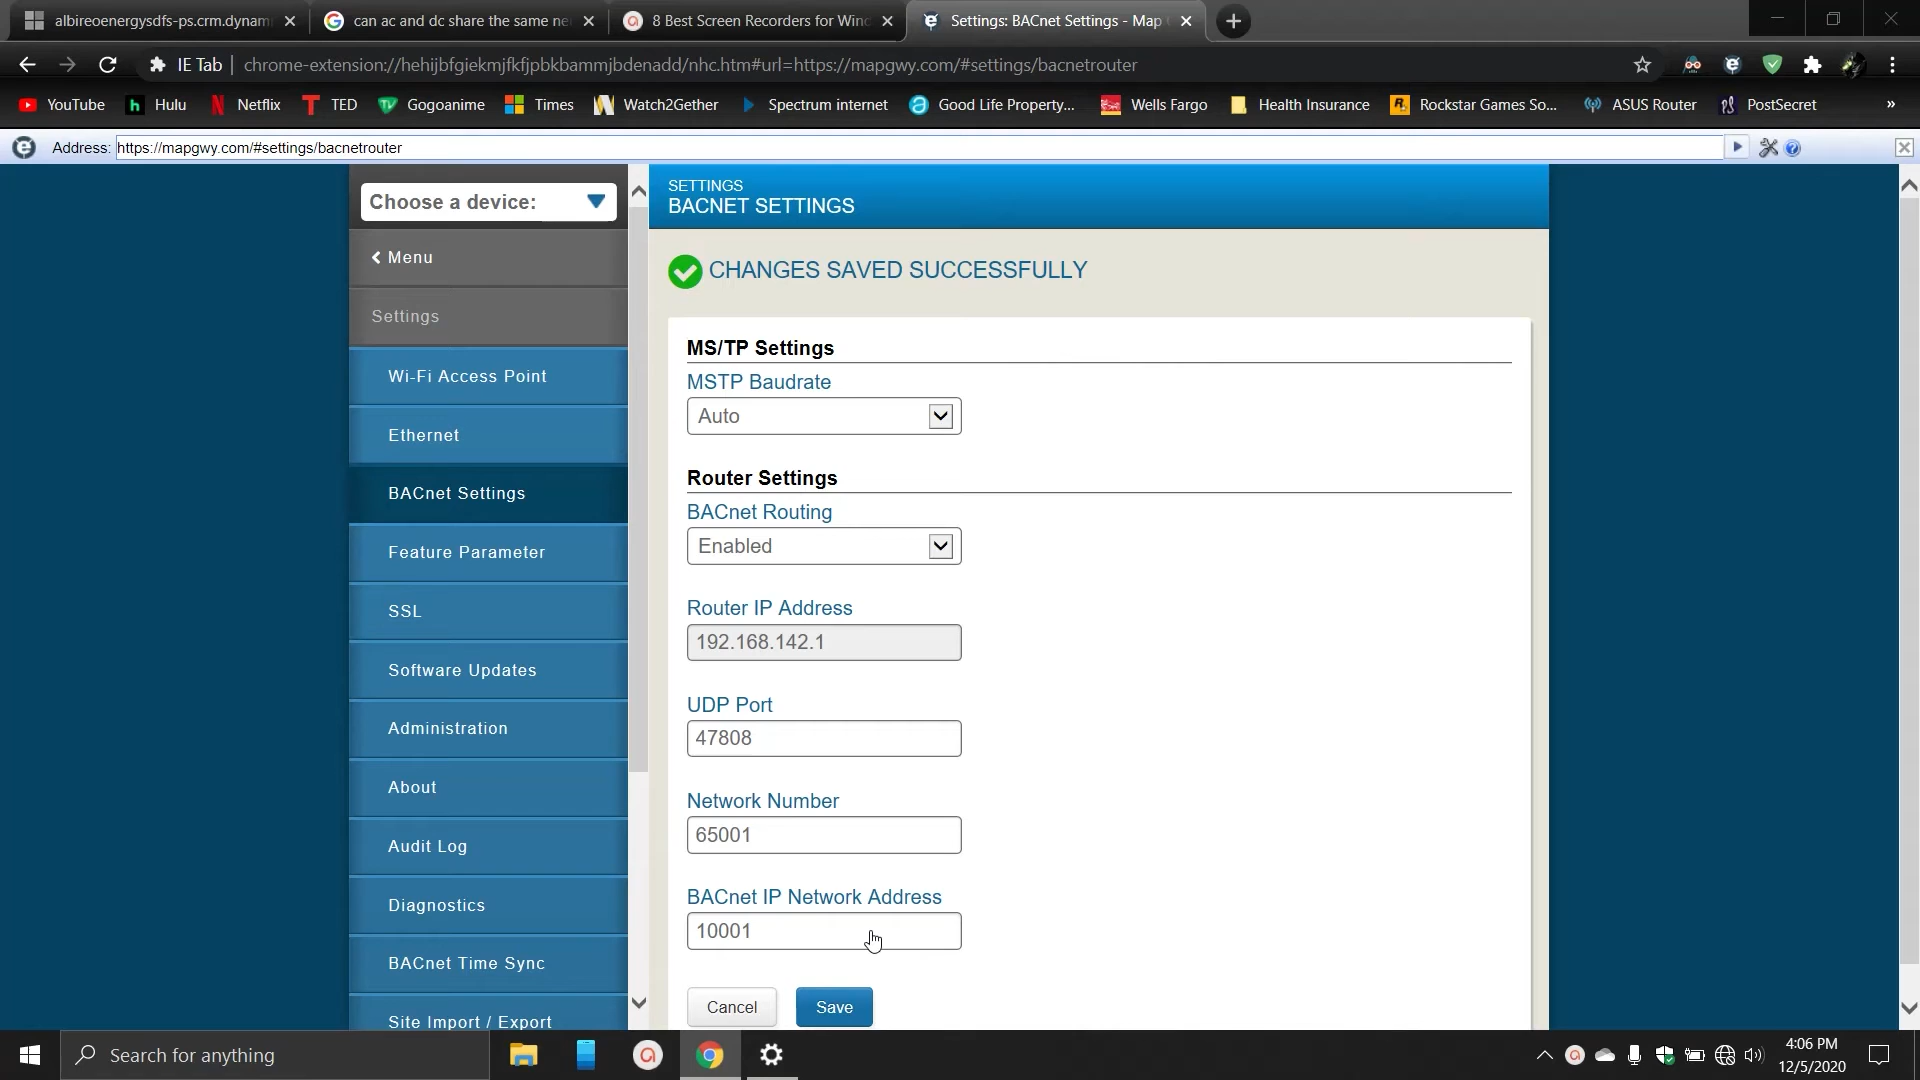 albireoenergysdfs-ps.crm.dynam
can ac and dc share the same ne
8 Best Screen Recorders for Winc
Settings: BACnet Settings - Map
IE Tab
chrome-extension://hehijbfgiekmjfkfjpbkbammjbdenadd/nhc.htm#url=https://mapgwy.com/#settings/bacnetrouter
YouTube
Hulu
Netflix
TED
Gogoanime
Times
Watch2Gether
Spectrum internet
Good Life Property...
Wells Fargo
Health Insurance
Rockstar Games So...
ASUS Router
PostSecret
»
Address: https://mapgwy.com/#settings/bacnetrouter
Choose a device:
Menu
Settings
Wi-Fi Access Point
Ethernet
BACnet Settings
Feature Parameter
SSL
Software Updates
Administration
About
Audit Log
Diagnostics
BACnet Time Sync
Site Import / Export
SETTINGS
BACNET SETTINGS
CHANGES SAVED SUCCESSFULLY
MS/TP Settings
MSTP Baudrate
Auto
Router Settings
BACnet Routing
Enabled
Router IP Address
192.168.142.1
UDP Port
47808
Network Number
65001
BACnet IP Network Address
10001
Cancel
Save
Search for anything
4:06 PM
12/5/2020